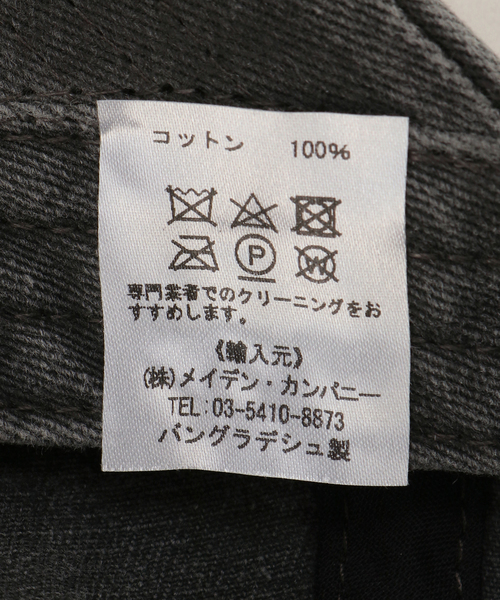 コットン 100%
P W
専門業者でのクリーニングをお
すすめします。
《輸入元》
(株)メイデン・カンパニー
TEL:03-5410-8873
バングラデシュ製